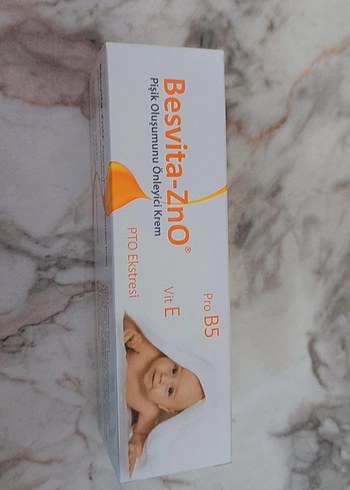 Besvita-ZnO®
Pişik Oluşumunu Önleyici Krem
Pro B5
Vit E
PTO Ekstresi